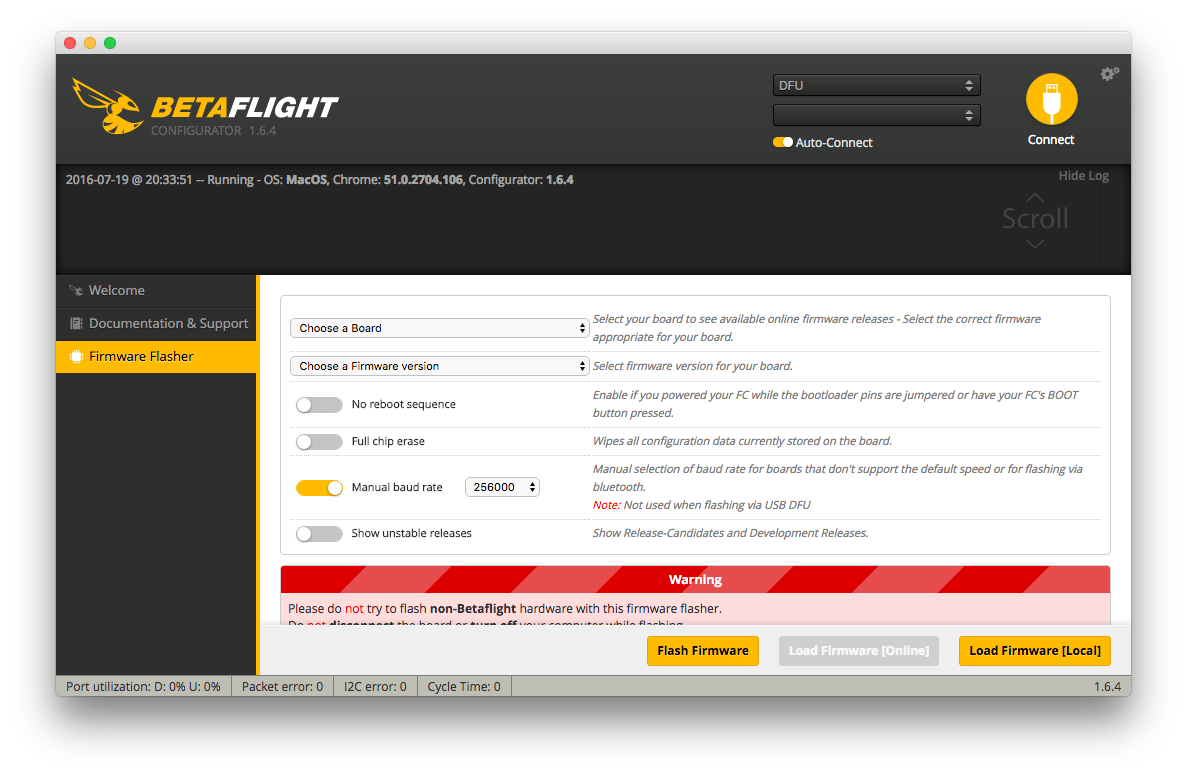 BETAFLIGHT
CONFIGURATOR 1.6.4
DFU
Auto-Connect
Connect
2016-07-19 @ 20:33:51 -- Running - OS: MacOS, Chrome: 51.0.2704.106, Configurator: 1.6.4
Hide Log
Scroll
Welcome
Documentation & Support
Firmware Flasher
Choose a Board
Select your board to see available online firmware releases - Select the correct firmware
appropriate for your board.
Choose a Firmware version
Select firmware version for your board.
No reboot sequence
Enable if you powered your FC while the bootloader pins are jumpered or have your FC's BOOT
button pressed.
Full chip erase
Wipes all configuration data currently stored on the board.
Manual baud rate
256000
Manual selection of baud rate for boards that don't support the default speed or for flashing via
bluetooth.
Note: Not used when flashing via USB DFU
Show unstable releases
Show Release-Candidates and Development Releases.
Warning
Please do not try to flash non-Betaflight hardware with this firmware flasher.
Do not disconnect the board or turn off your computer while flashing.
Flash Firmware
Load Firmware [Online]
Load Firmware [Local]
Port utilization: D: 0% U: 0%
Packet error: 0
I2C error: 0
Cycle Time: 0
1.6.4